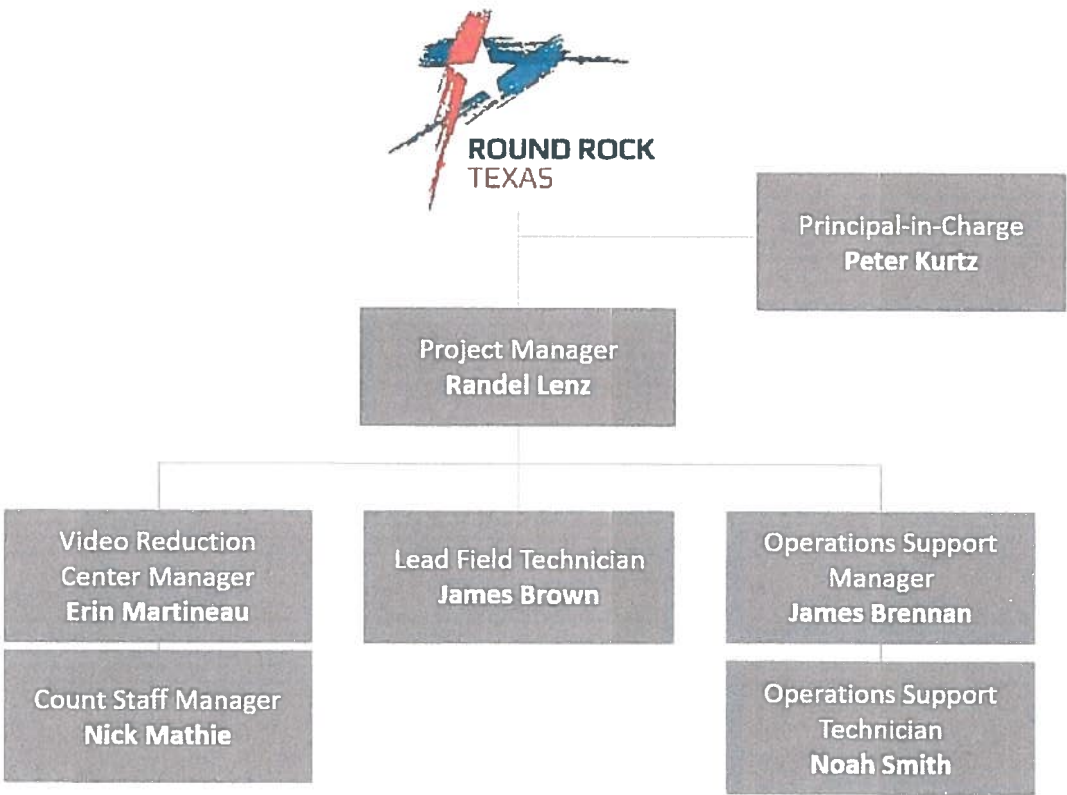 ROUND ROCK
TEXAS
Principal-in-Charge
Peter Kurtz
Project Manager
Randel Lenz
Video Reduction
Center Manager
Erin Martineau
Lead Field Technician
James Brown
Operations Support
Manager
James Brennan
Count Staff Manager
Nick Mathie
Operations Support
Technician
Noah Smith